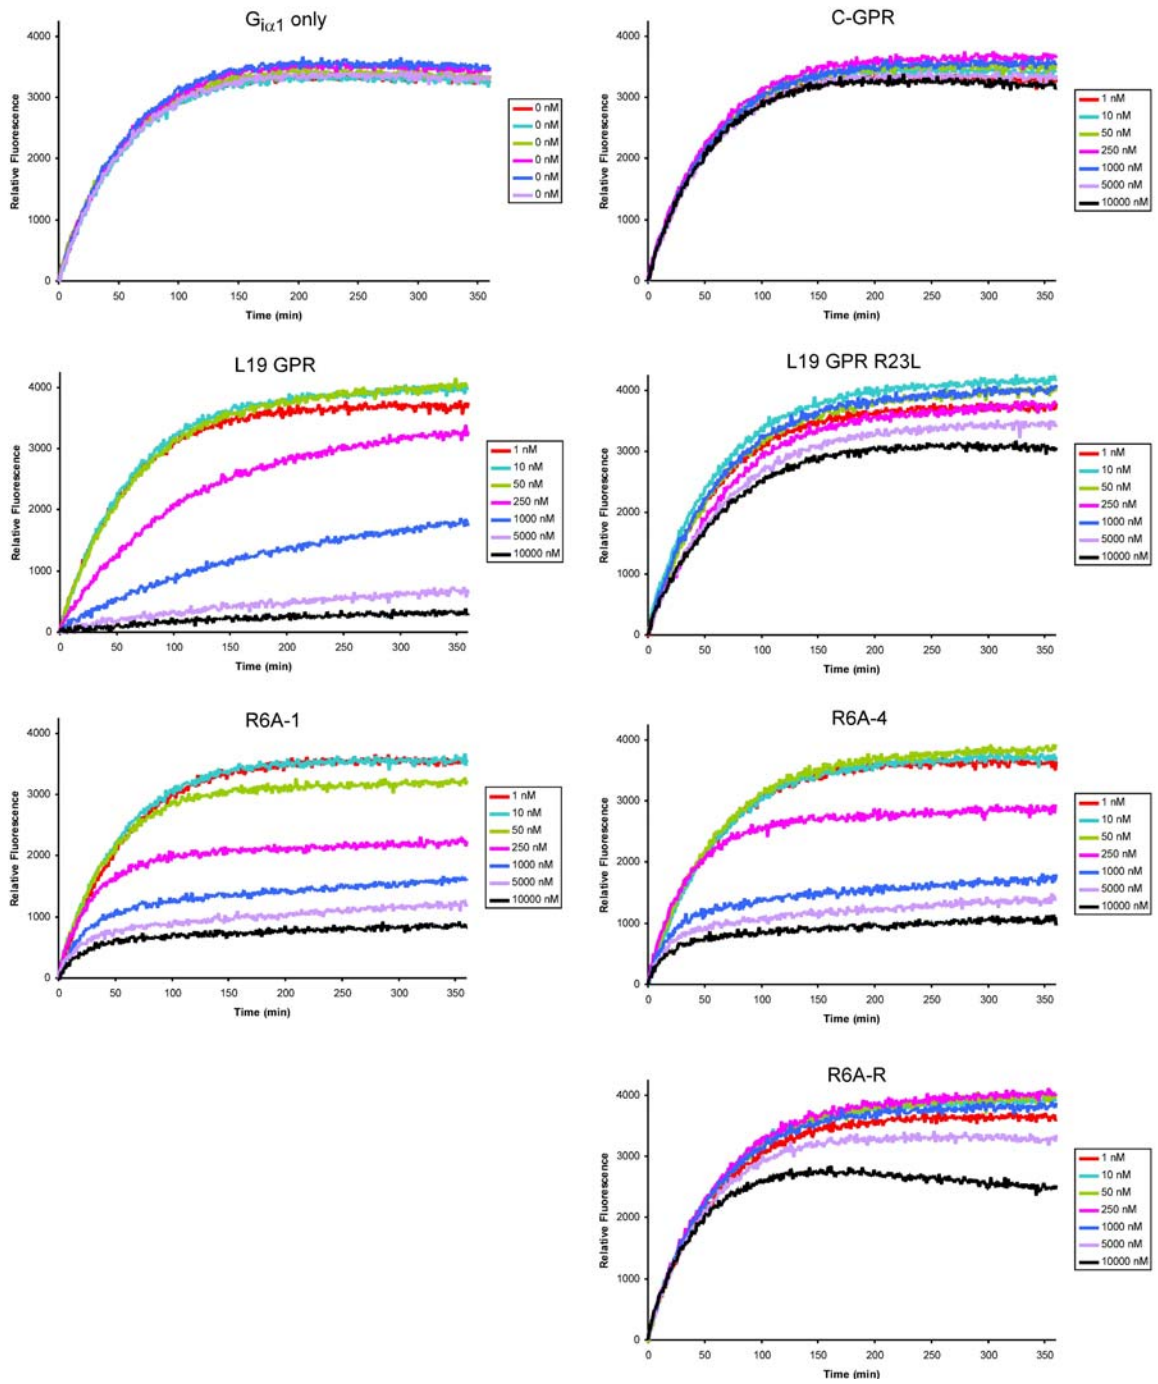 Giα1 only
4000
3000
2000
1000
0
0 50 100 150 200 250 300 350
Relative Fluorescence
Time (min)
0 nM
0 nM
0 nM
0 nM
0 nM
0 nM
C-GPR
4000
3000
2000
1000
0
0 50 100 150 200 250 300 350
Relative Fluorescence
Time (min)
1 nM
10 nM
50 nM
250 nM
1000 nM
5000 nM
10000 nM
L19 GPR
4000
3000
2000
1000
0
0 50 100 150 200 250 300 350
Relative Fluorescence
Time (min)
1 nM
10 nM
50 nM
250 nM
1000 nM
5000 nM
10000 nM
L19 GPR R23L
4000
3000
2000
1000
0
0 50 100 150 200 250 300 350
Relative Fluorescence
Time (min)
1 nM
10 nM
50 nM
250 nM
1000 nM
5000 nM
10000 nM
R6A-1
4000
3000
2000
1000
0
0 50 100 150 200 250 300 350
Relative Fluorescence
Time (min)
1 nM
10 nM
50 nM
250 nM
1000 nM
5000 nM
10000 nM
R6A-4
4000
3000
2000
1000
0
0 50 100 150 200 250 300 350
Relative Fluorescence
Time (min)
1 nM
10 nM
50 nM
250 nM
1000 nM
5000 nM
10000 nM
R6A-R
4000
3000
2000
1000
0
0 50 100 150 200 250 300 350
Relative Fluorescence
Time (min)
1 nM
10 nM
50 nM
250 nM
1000 nM
5000 nM
10000 nM